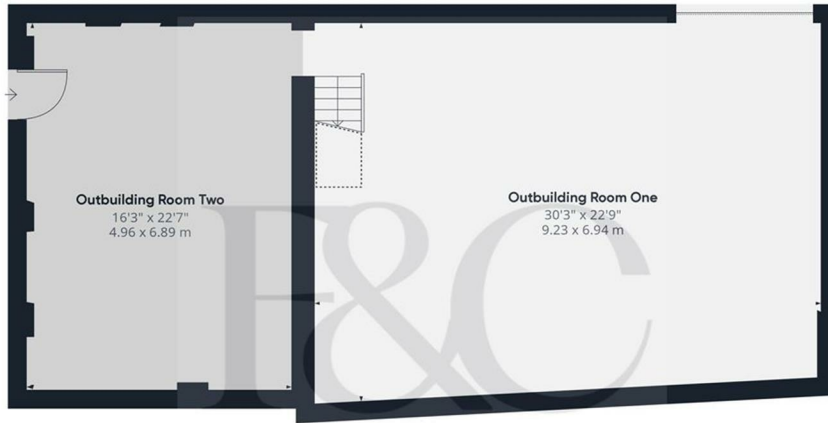 Outbuilding Room Two
16'3" x 22'7"
4.96 x 6.89 m
Outbuilding Room One
30'3" x 22'9"
9.23 x 6.94 m
F&C